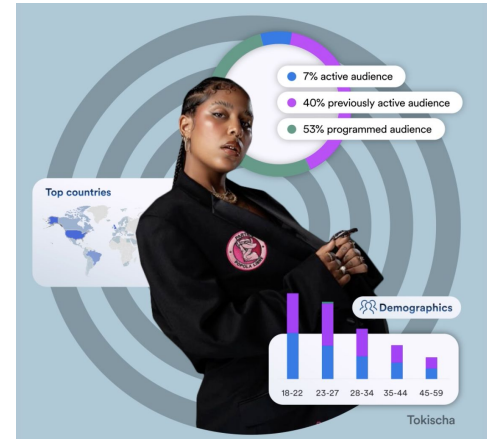 7% active audience
40% previously active audience
53% programmed audience
Top countries
Demographics
18-22 23-27 28-34 35-44 45-59
Tokischa